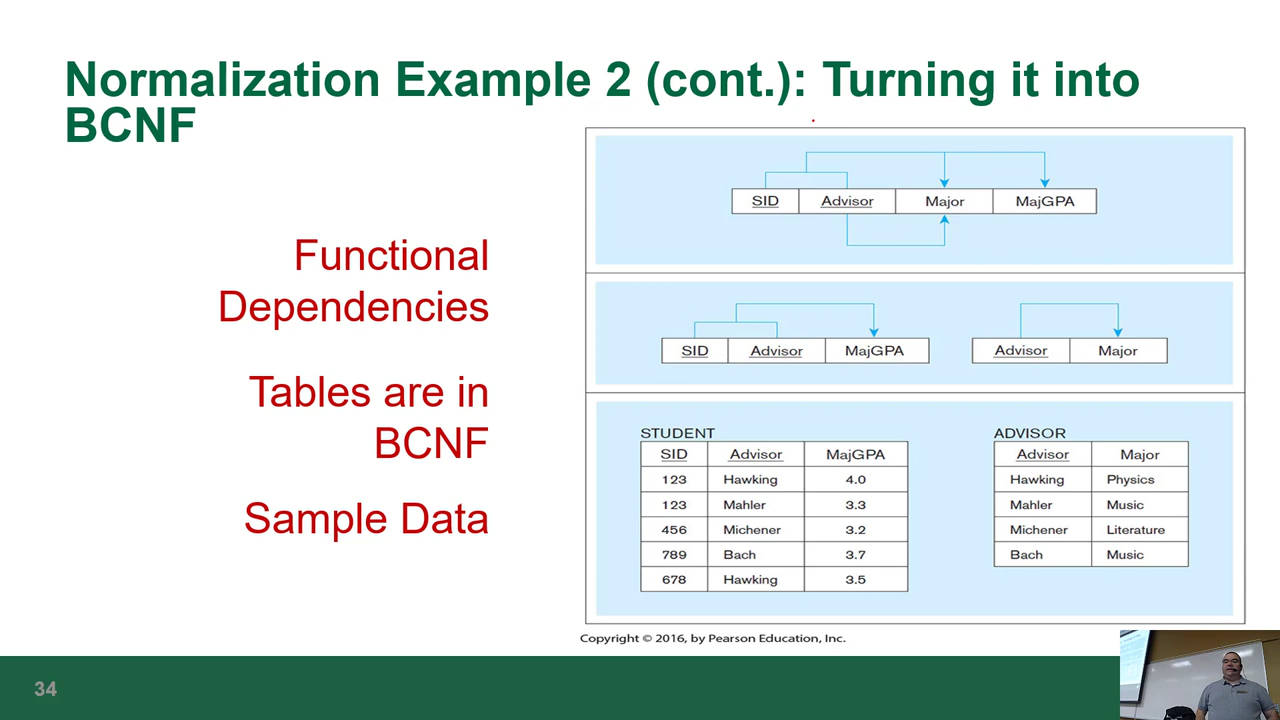 Normalization Example 2 (cont.): Turning it into
BCNF
Functional
Dependencies
SID Advisor Major MajGPA
Tables are in
BCNF
SID Advisor MajGPA
Advisor Major
Sample Data
STUDENT
SID Advisor MajGPA
123 Hawking 4.0
123 Mahler 3.3
456 Michener 3.2
789 Bach 3.7
678 Hawking 3.5
ADVISOR
Advisor Major
Hawking Physics
Mahler Music
Michener Literature
Bach Music
Copyright © 2016, by Pearson Education, Inc.
34